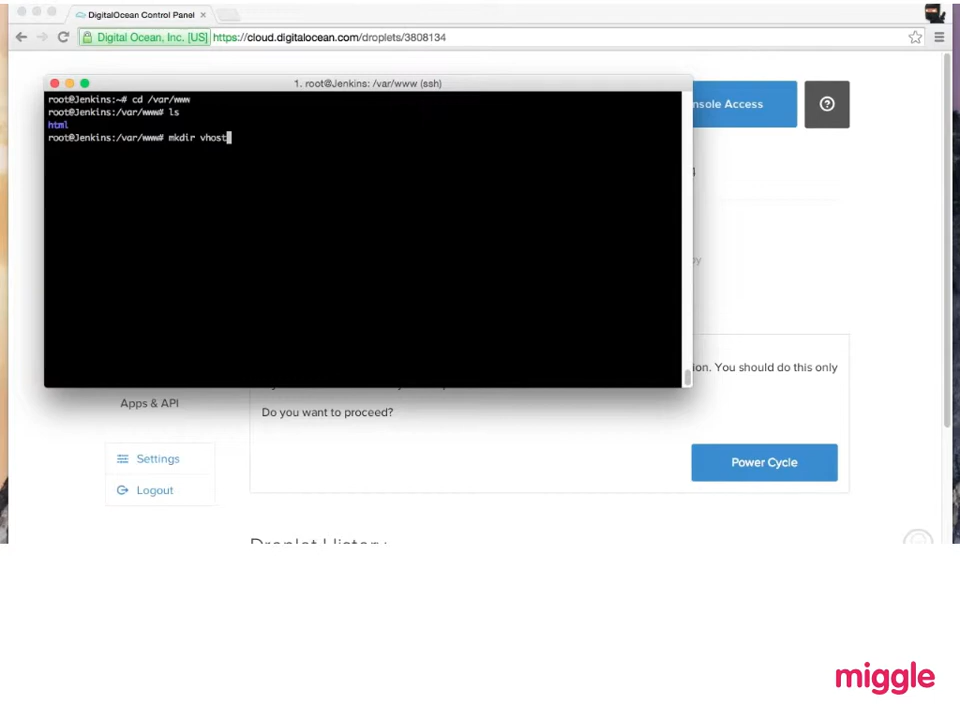 DigitalOcean Control Panel ×
Digital Ocean, Inc. [US] https://cloud.digitalocean.com/droplets/3808134
1. root@Jenkins: /var/www (ssh)
root@Jenkins:~# cd /var/www
root@Jenkins:/var/www# ls
html
root@Jenkins:/var/www# mkdir vhost
nsole Access
ion. You should do this only
Apps & API
Do you want to proceed?
Settings
Power Cycle
Logout
Droplet History
miggle